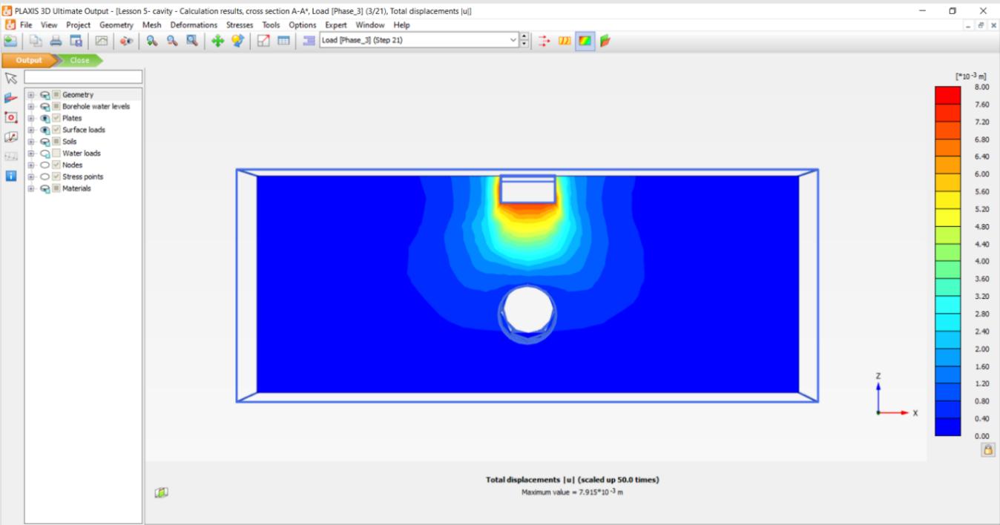 PLAXIS 3D Ultimate Output - [Lesson 5- cavity - Calculation results, cross section A-A*, Load [Phase_3] (3/21), Total displacements |u|]
File View Project Geometry Mesh Deformations Stresses Tools Options Expert Window Help
Load [Phase_3] (Step 21)
Output Close
Geometry
Borehole water levels
Plates
Surface loads
Soils
Water loads
Nodes
Stress points
Materials
[*10⁻³ m]
8.00
7.60
7.20
6.80
6.40
6.00
5.60
5.20
4.80
4.40
4.00
3.60
3.20
2.80
2.40
2.00
1.60
1.20
0.80
0.40
0.00
Z
X
Total displacements |u| (scaled up 50.0 times)
Maximum value = 7.915*10⁻³ m